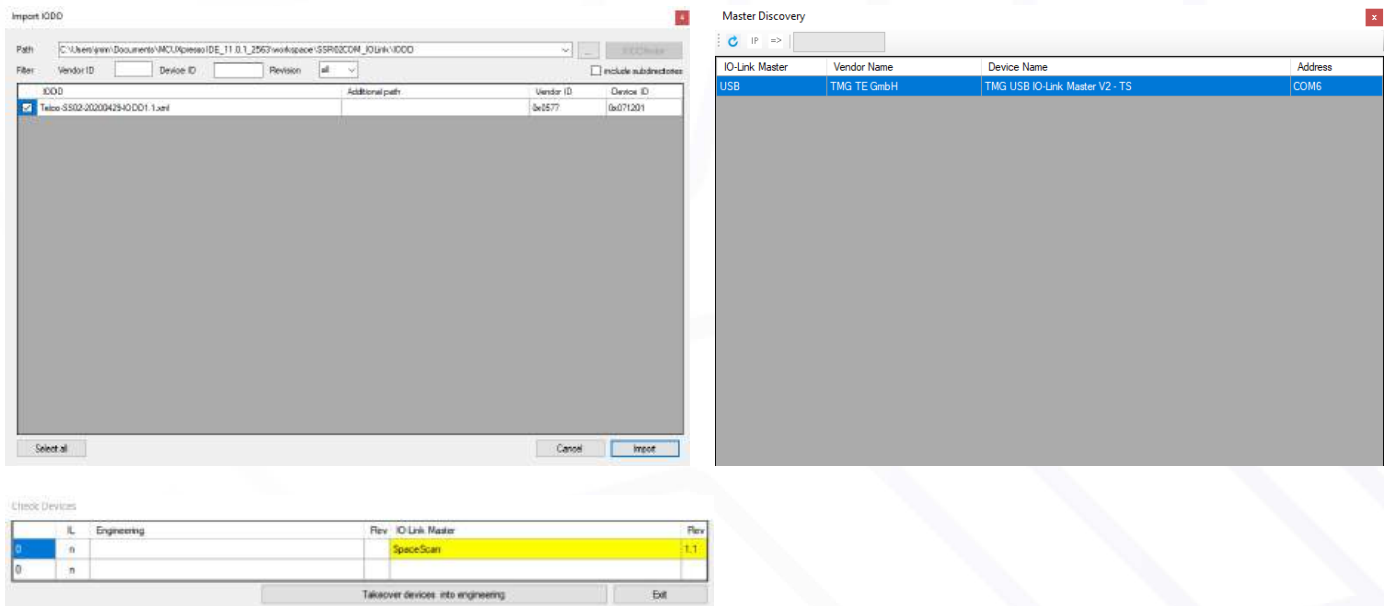 Import IODD
Path C:\Users\jnm\Documents\MCUXpressoIDE_11.0.1_2563\workspace\SSR02COM_IOLink\IODD ...
Filter Vendor ID Device ID Revision all include subdirectories
IODD Additional path Vendor ID Device ID
Telco-SS02-20200429-IODD1.1.xml 0x0577 0x071201
Select all Cancel Import
Master Discovery
IP =>
IO-Link Master Vendor Name Device Name Address
USB TMG TE GmbH TMG USB IO-Link Master V2 - TS COM6
Check Devices
IL Engineering Rev IO-Link Master Rev
0 n SpaceScan 1.1
0 n
Takeover devices into engineering Exit